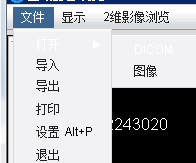 文件 显示 2维影像浏览
打开 DICOM
导入 图像
导出
打印 2243020
设置 Alt+P
退出